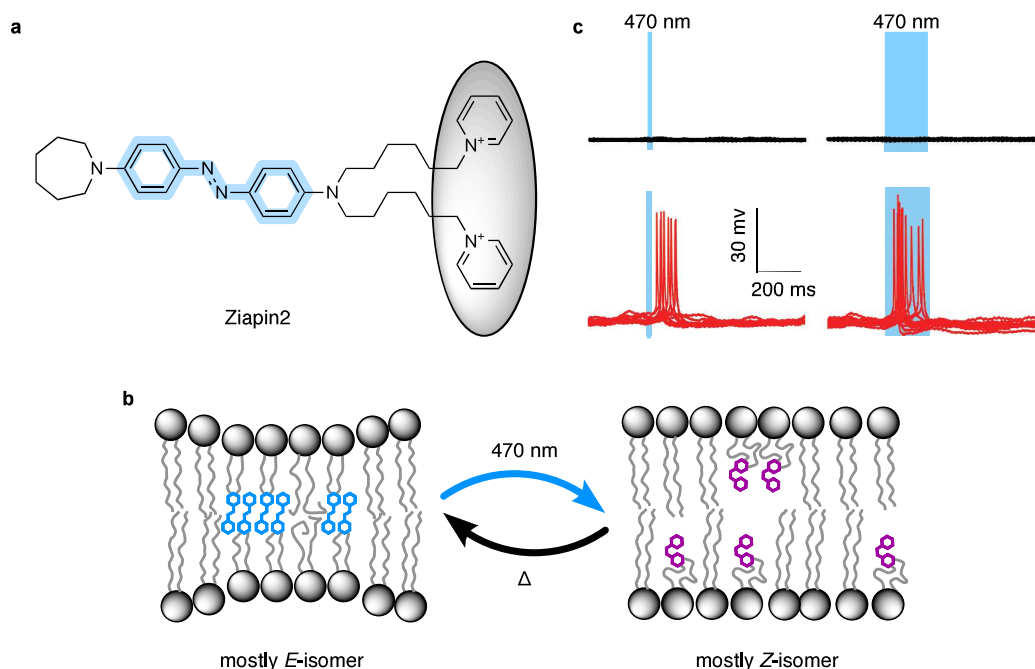 a
N
N
N
N
N+
N+
Ziapin2
c
470 nm
470 nm
30 mv
200 ms
b
470 nm
Δ
mostly E-isomer
mostly Z-isomer